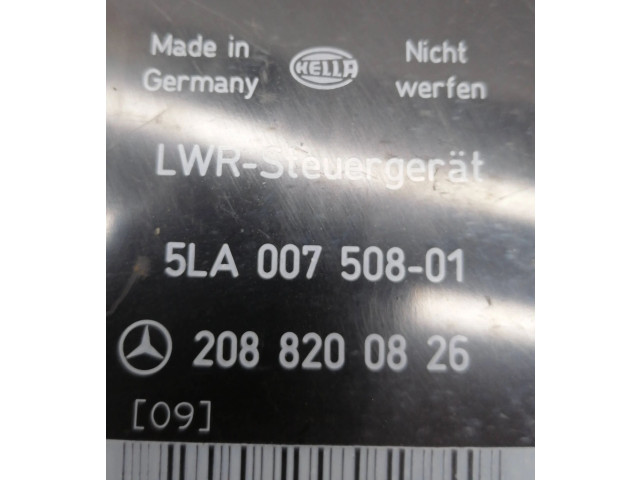 Made in
Germany
HELLA
Nicht
werfen
LWR-Steuergerät
5LA 007 508-01
208 820 08 26
[09]